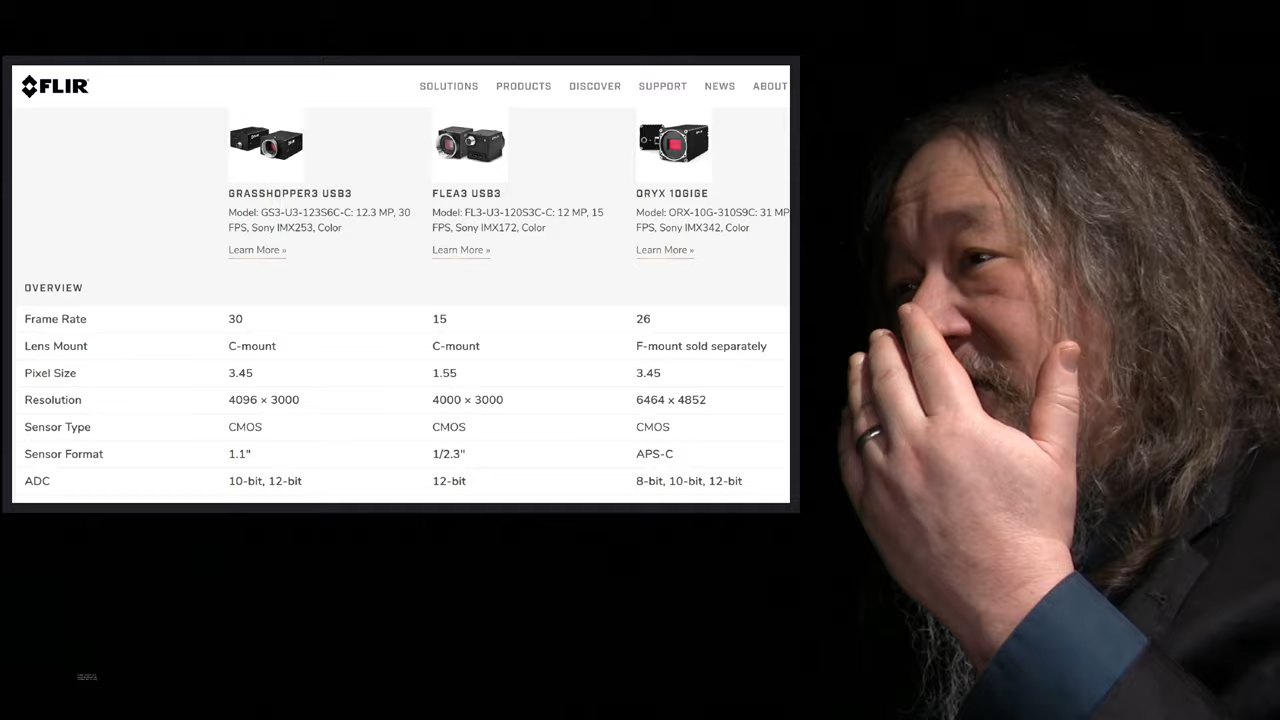 FLIR
SOLUTIONS PRODUCTS DISCOVER SUPPORT NEWS ABOUT
GRASSHOPPER3 USB3
Model: GS3-U3-123S6C-C: 12.3 MP, 30
FPS, Sony IMX253, Color
Learn More »
FLEA3 USB3
Model: FL3-U3-120S3C-C: 12 MP, 15
FPS, Sony IMX172, Color
Learn More »
ORYX 10GIGE
Model: ORX-10G-310S9C: 31 MP
FPS, Sony IMX342, Color
Learn More »
OVERVIEW
Frame Rate 30 15 26
Lens Mount C-mount C-mount F-mount sold separately
Pixel Size 3.45 1.55 3.45
Resolution 4096 × 3000 4000 × 3000 6464 x 4852
Sensor Type CMOS CMOS CMOS
Sensor Format 1.1" 1/2.3" APS-C
ADC 10-bit, 12-bit 12-bit 8-bit, 10-bit, 12-bit